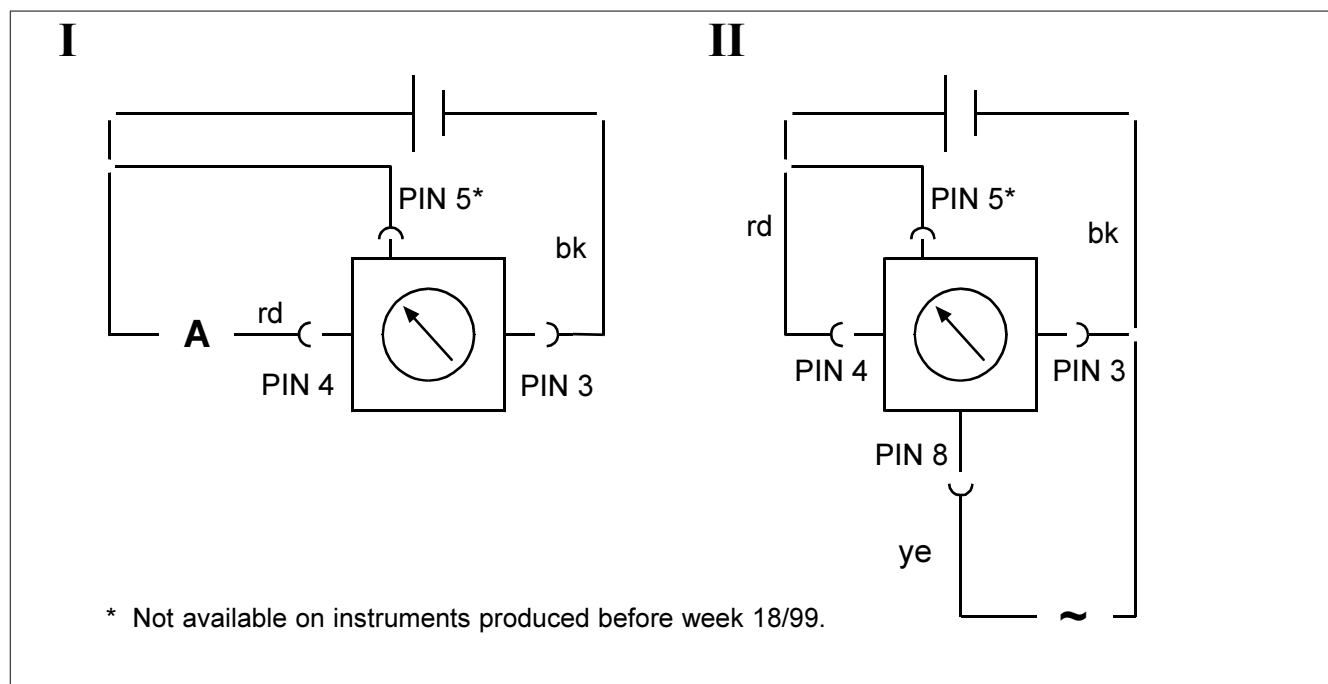 I
II
PIN 5*
bk
A
rd
PIN 4
PIN 3
PIN 5*
rd
bk
PIN 4
PIN 3
PIN 8
ye
~
* Not available on instruments produced before week 18/99.